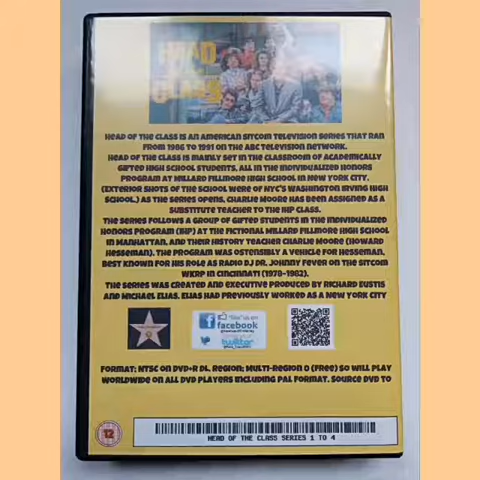 HEAD
CLASS
HEAD OF THE CLASS IS AN AMERICAN SITCOM TELEVISION SERIES THAT RAN
FROM 1986 TO 1991 ON THE ABC TELEVISION NETWORK.
HEAD OF THE CLASS IS MAINLY SET IN THE CLASSROOM OF ACADEMICALLY
GIFTED HIGH SCHOOL STUDENTS, ALL IN THE INDIVIDUALIZED HONORS
PROGRAM AT MILLARD FILLMORE HIGH SCHOOL IN NEW YORK CITY.
(EXTERIOR SHOTS OF THE SCHOOL WERE OF NYC'S WASHINGTON IRVING HIGH
SCHOOL.) AS THE SERIES OPENS, CHARLIE MOORE HAS BEEN ASSIGNED AS A
SUBSTITUTE TEACHER TO THE IHP CLASS.
THE SERIES FOLLOWS A GROUP OF GIFTED STUDENTS IN THE INDIVIDUALIZED
HONORS PROGRAM (IHP) AT THE FICTIONAL MILLARD FILLMORE HIGH SCHOOL
IN MANHATTAN, AND THEIR HISTORY TEACHER CHARLIE MOORE (HOWARD
HESSEMAN). THE PROGRAM WAS OSTENSIBLY A VEHICLE FOR HESSEMAN,
BEST KNOWN FOR HIS ROLE AS RADIO DJ DR. JOHNNY FEVER ON THE SITCOM
WKRP IN CINCINNATI (1978-1982).
THE SERIES WAS CREATED AND EXECUTIVE PRODUCED BY RICHARD EUSTIS
AND MICHAEL ELIAS. ELIAS HAD PREVIOUSLY WORKED AS A NEW YORK CITY
"like" us on
facebook
twitter
FORMAT: NTSC ON DVD+R DL. REGION: MULTI-REGION 0 (FREE) SO WILL PLAY
WORLDWIDE ON ALL DVD PLAYERS INCLUDING PAL FORMAT. SOURCE DVD TO
12
HEAD OF THE CLASS SERIES 1 TO 4